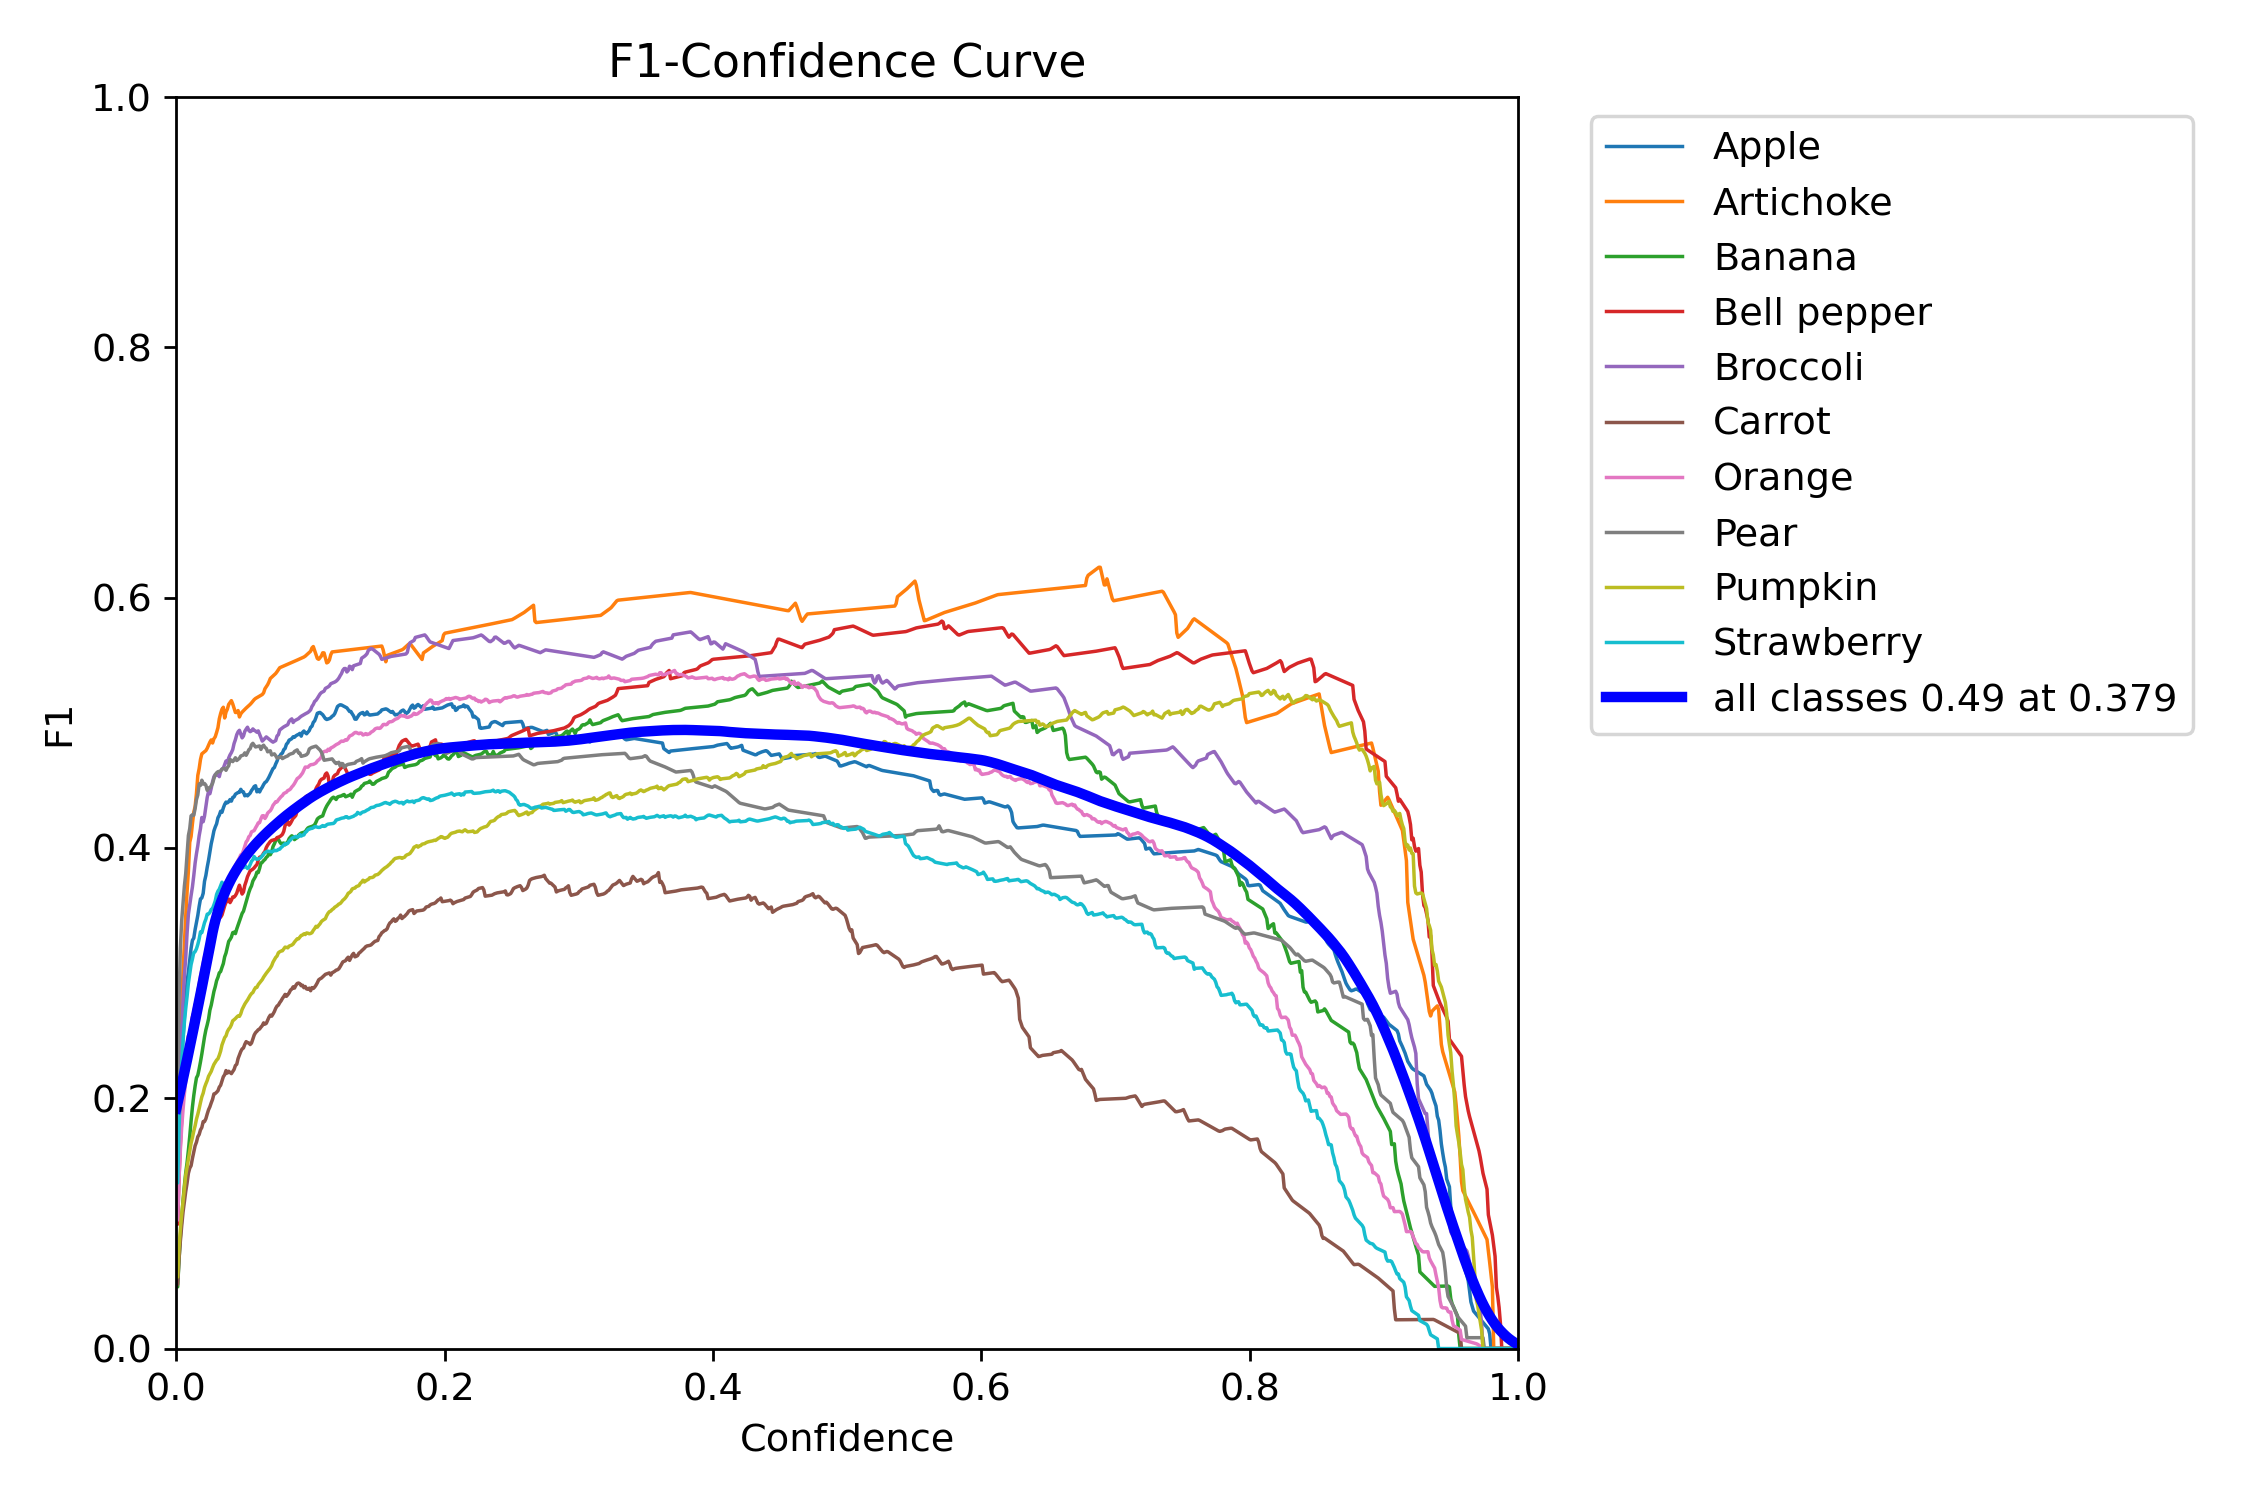 F1-Confidence Curve
1.0
0.8
0.6
0.4
0.2
0.0
F1
0.0 0.2 0.4 0.6 0.8 1.0
Confidence
Apple
Artichoke
Banana
Bell pepper
Broccoli
Carrot
Orange
Pear
Pumpkin
Strawberry
all classes 0.49 at 0.379